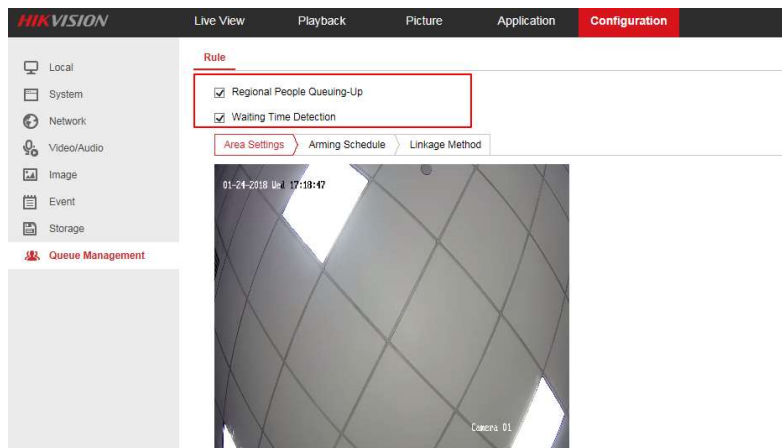 HIKVISION
Live View Playback Picture Application Configuration
Local
System
Network
Video/Audio
Image
Event
Storage
Queue Management
Rule
Regional People Queuing-Up
Waiting Time Detection
Area Settings Arming Schedule Linkage Method
01-24-2018 Wed 17:18:47
Camera 01